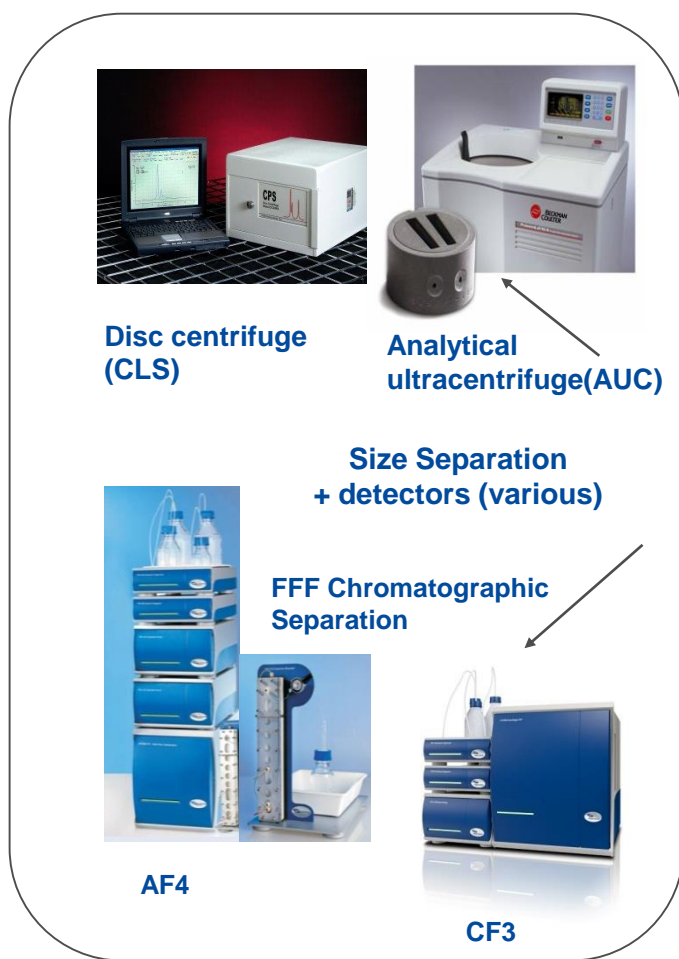 CPS
BECKMAN
COULTER
Disc centrifuge
(CLS)
Analytical
ultracentrifuge(AUC)
Size Separation
+ detectors (various)
FFF Chromatographic
Separation
AF4
CF3